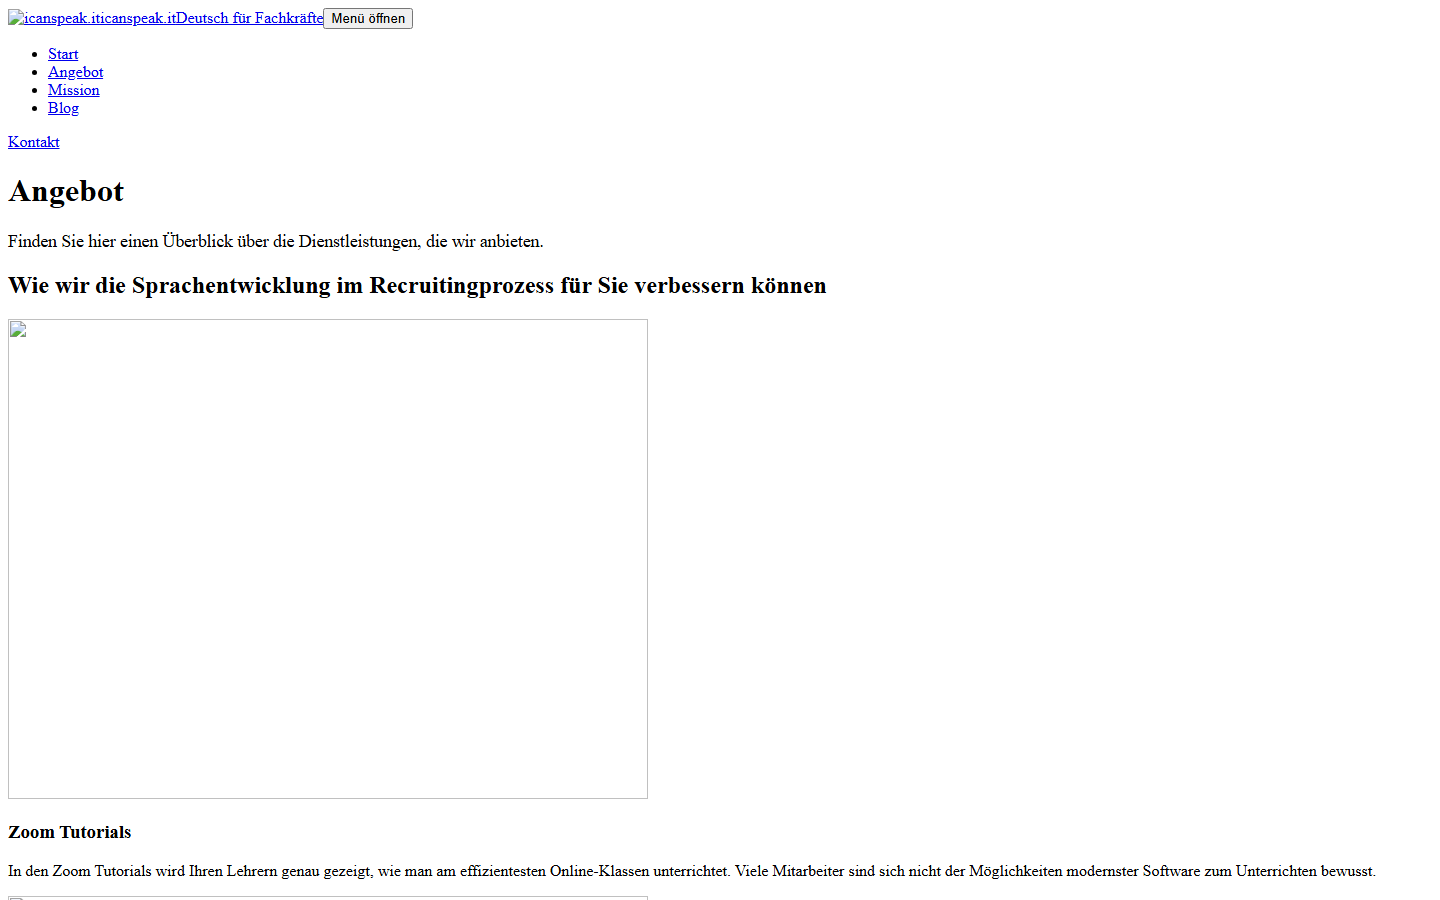 icanspeak.iticanspeak.itDeutsch für FachkräfteMenü öffnen
Start
Angebot
Mission
Blog
Kontakt
Angebot
Finden Sie hier einen Überblick über die Dienstleistungen, die wir anbieten.
Wie wir die Sprachentwicklung im Recruitingprozess für Sie verbessern können
Zoom Tutorials
In den Zoom Tutorials wird Ihren Lehrern genau gezeigt, wie man am effizientesten Online-Klassen unterrichtet. Viele Mitarbeiter sind sich nicht der Möglichkeiten modernster Software zum Unterrichten bewusst.